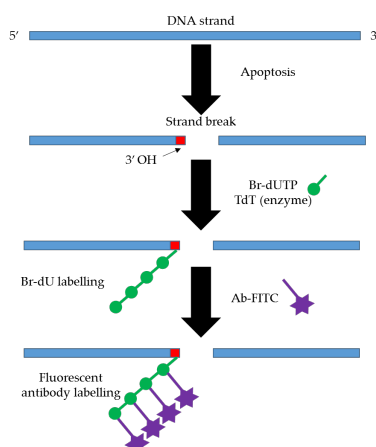 DNA strand
5′
3
Apoptosis
Strand break
3′ OH
Br-dUTP
TdT (enzyme)
Br-dU labelling
Ab-FITC
Fluorescent
antibody labelling